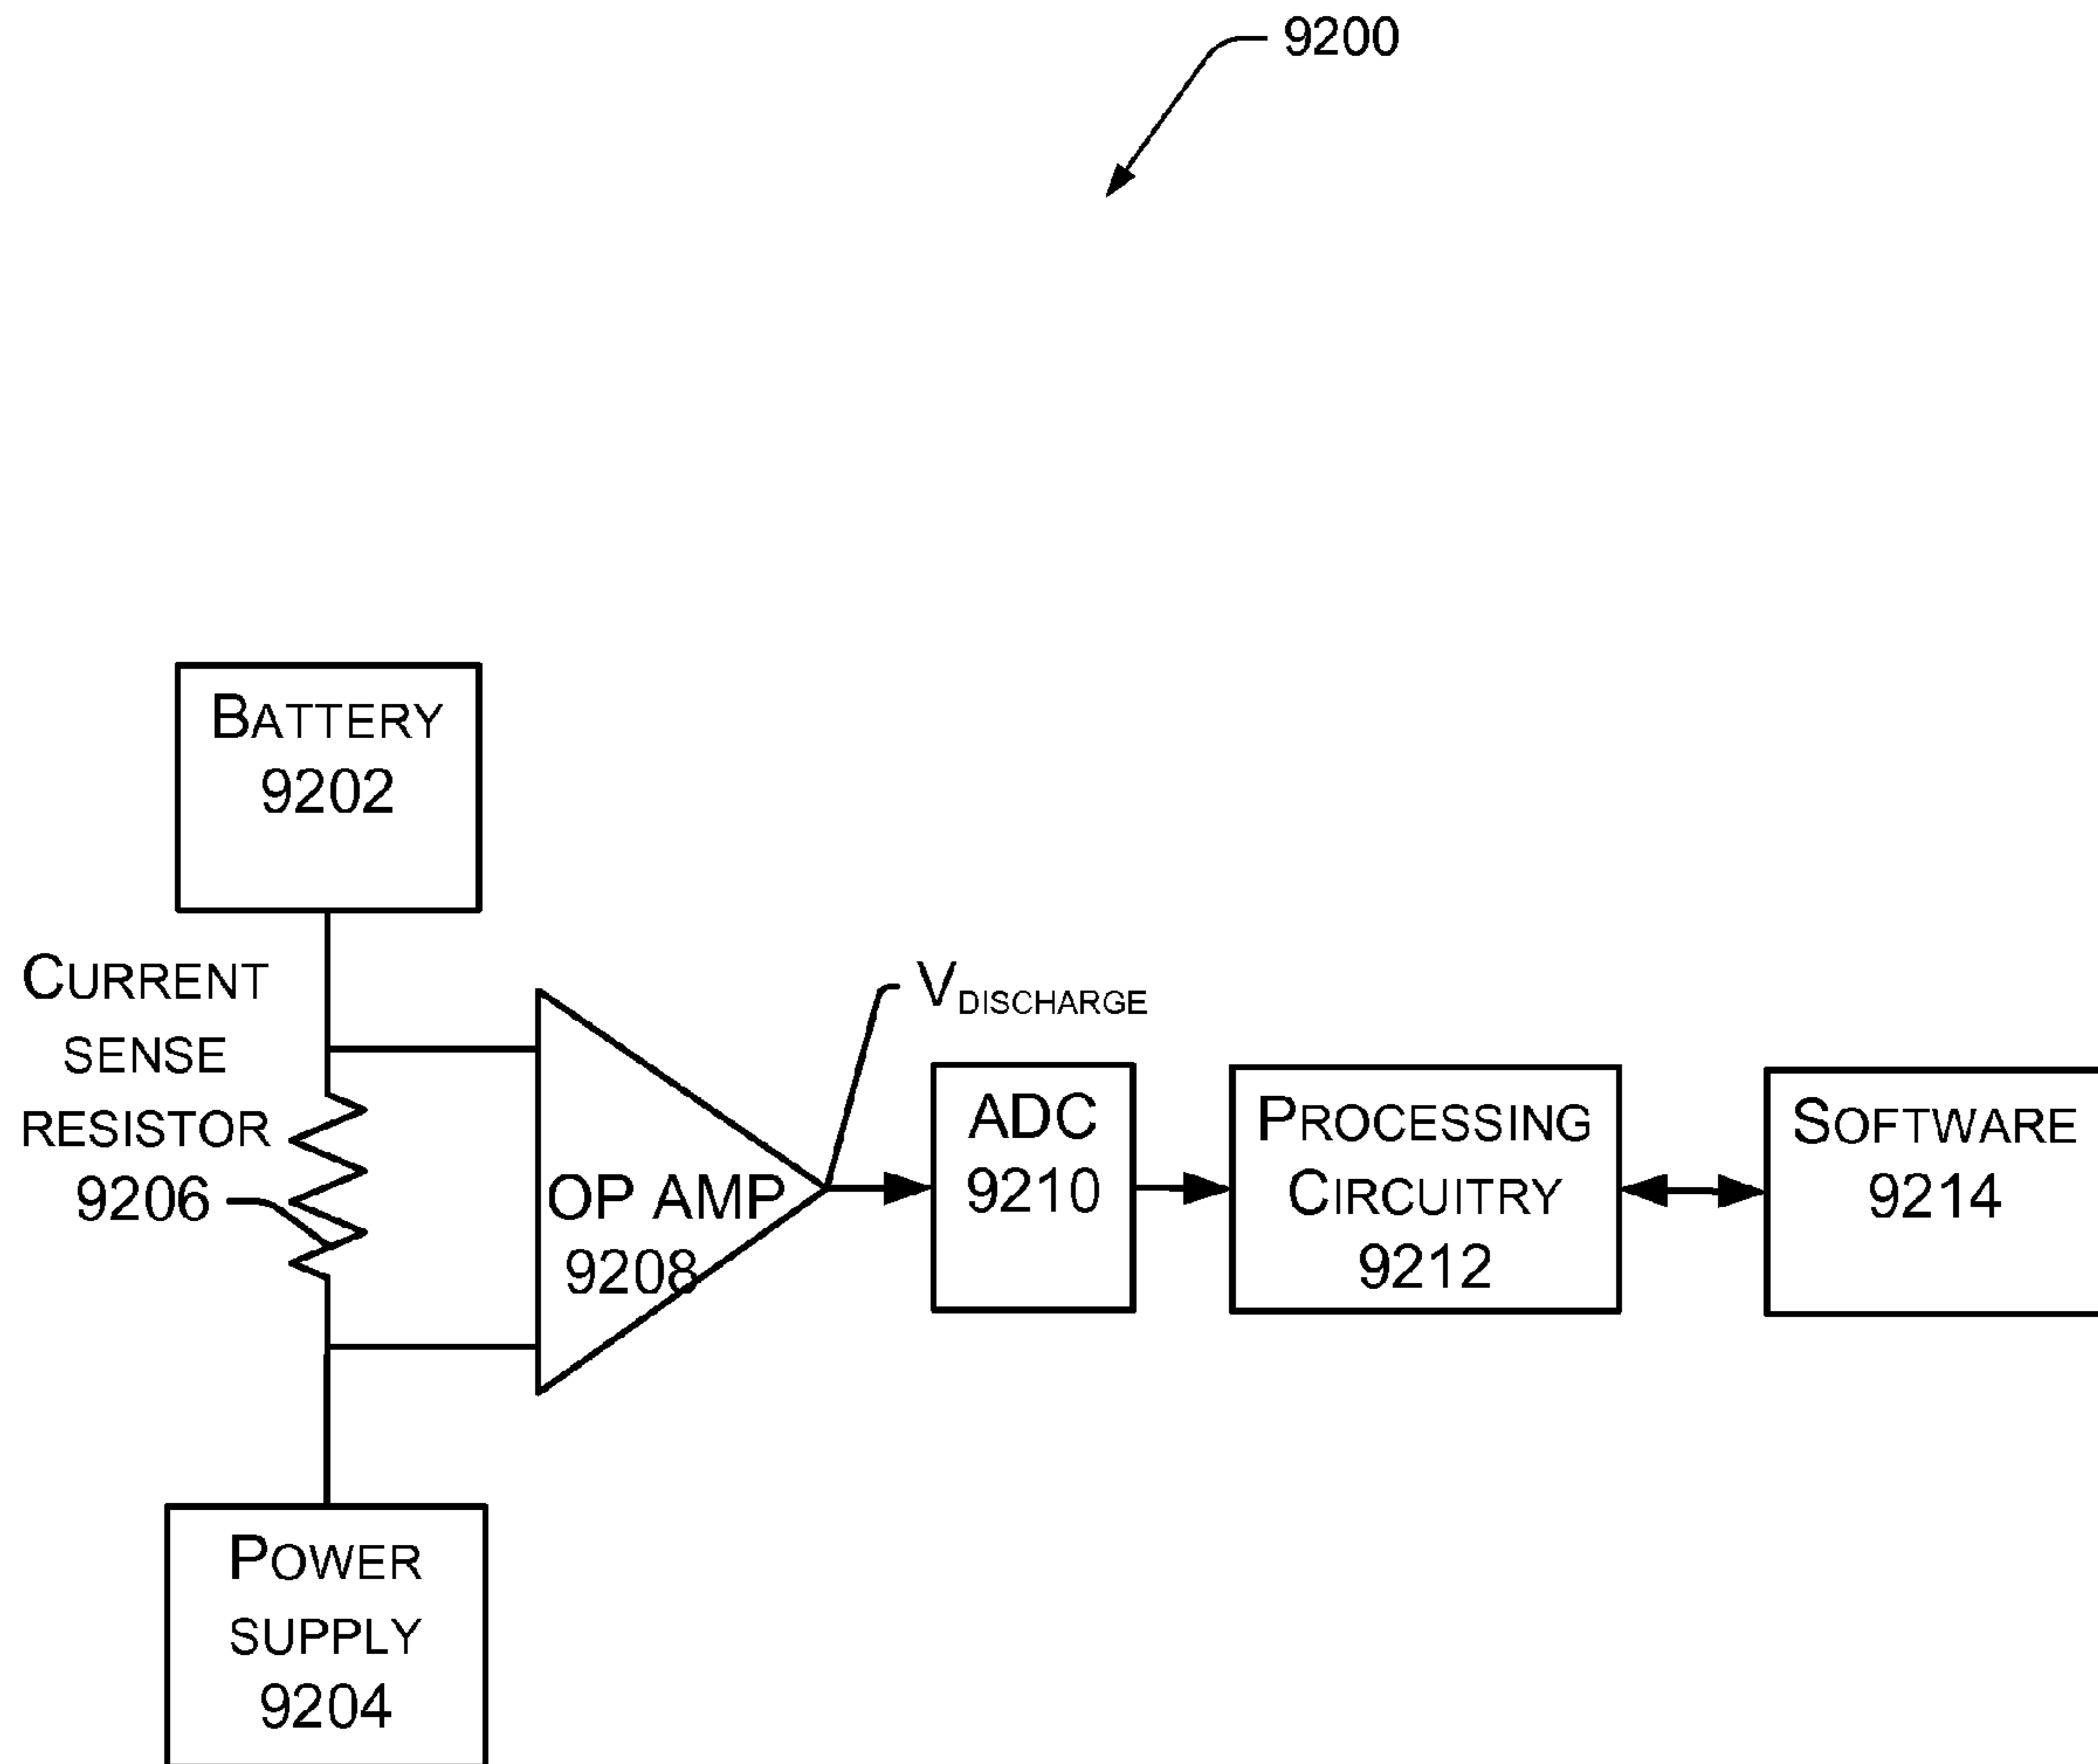 9200
BATTERY
9202
CURRENT
SENSE
RESISTOR
9206
OP AMP
9208
VDISCHARGE
ADC
9210
PROCESSING
CIRCUITRY
9212
SOFTWARE
9214
POWER
SUPPLY
9204